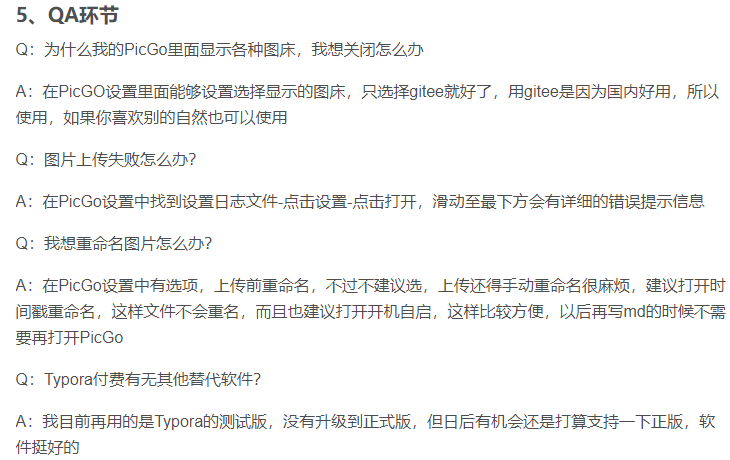 5、QA环节
Q：为什么我的PicGo里面显示各种图床，我想关闭怎么办
A：在PicGO设置里面能够设置选择显示的图床，只选择gitee就好了，用gitee是因为国内好用，所以
使用，如果你喜欢别的自然也可以使用
Q：图片上传失败怎么办？
A：在PicGo设置中找到设置日志文件-点击设置-点击打开，滑动至最下方会有详细的错误提示信息
Q：我想重命名图片怎么办？
A：在PicGo设置中有选项，上传前重命名，不过不建议选，上传还得手动重命名很麻烦，建议打开时
间戳重命名，这样文件不会重名，而且也建议打开开机自启，这样比较方便，以后再写md的时候不需
要再打开PicGo
Q：Typora付费有无其他替代软件？
A：我目前再用的是Typora的测试版，没有升级到正式版，但日后有机会还是打算支持一下正版，软
件挺好的